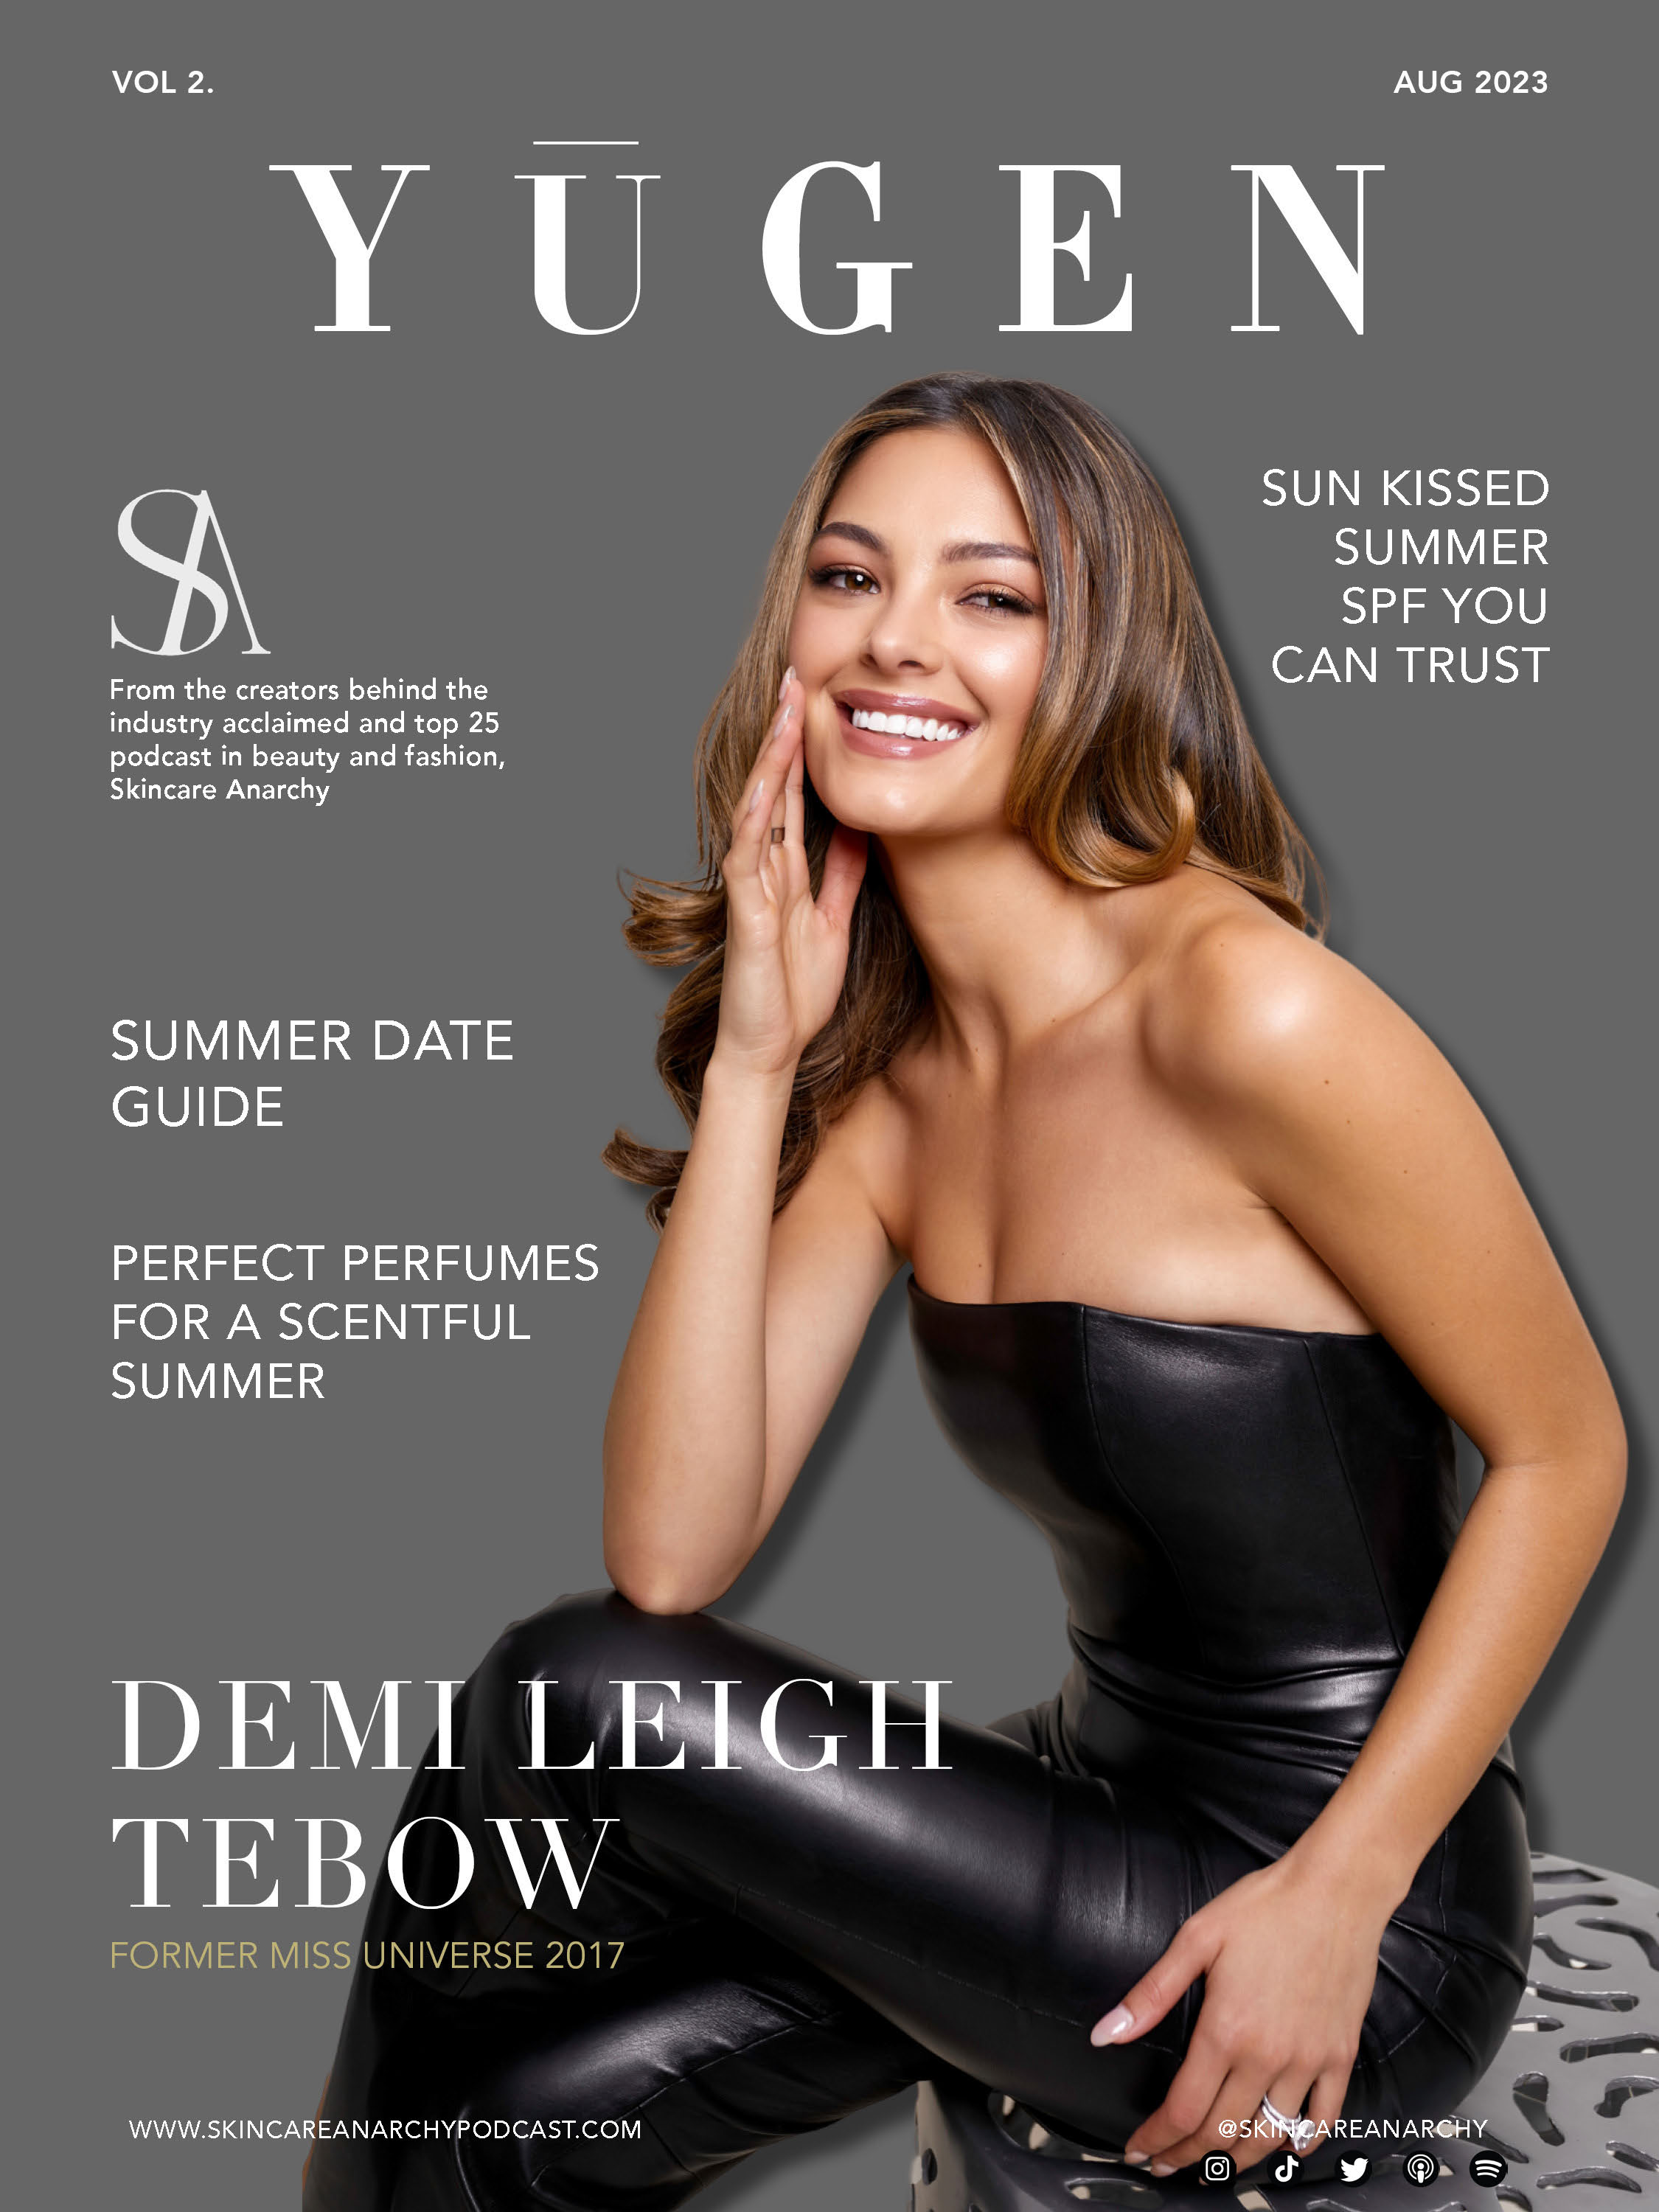 VOL 2.
AUG 2023
YŪGEN
SA
From the creators behind the
industry acclaimed and top 25
podcast in beauty and fashion,
Skincare Anarchy
SUN KISSED
SUMMER
SPF YOU
CAN TRUST
SUMMER DATE
GUIDE
PERFECT PERFUMES
FOR A SCENTFUL
SUMMER
DEMI LEIGH
TEBOW
FORMER MISS UNIVERSE 2017
WWW.SKINCAREANARCHYPODCAST.COM
@SKINCAREANARCHY